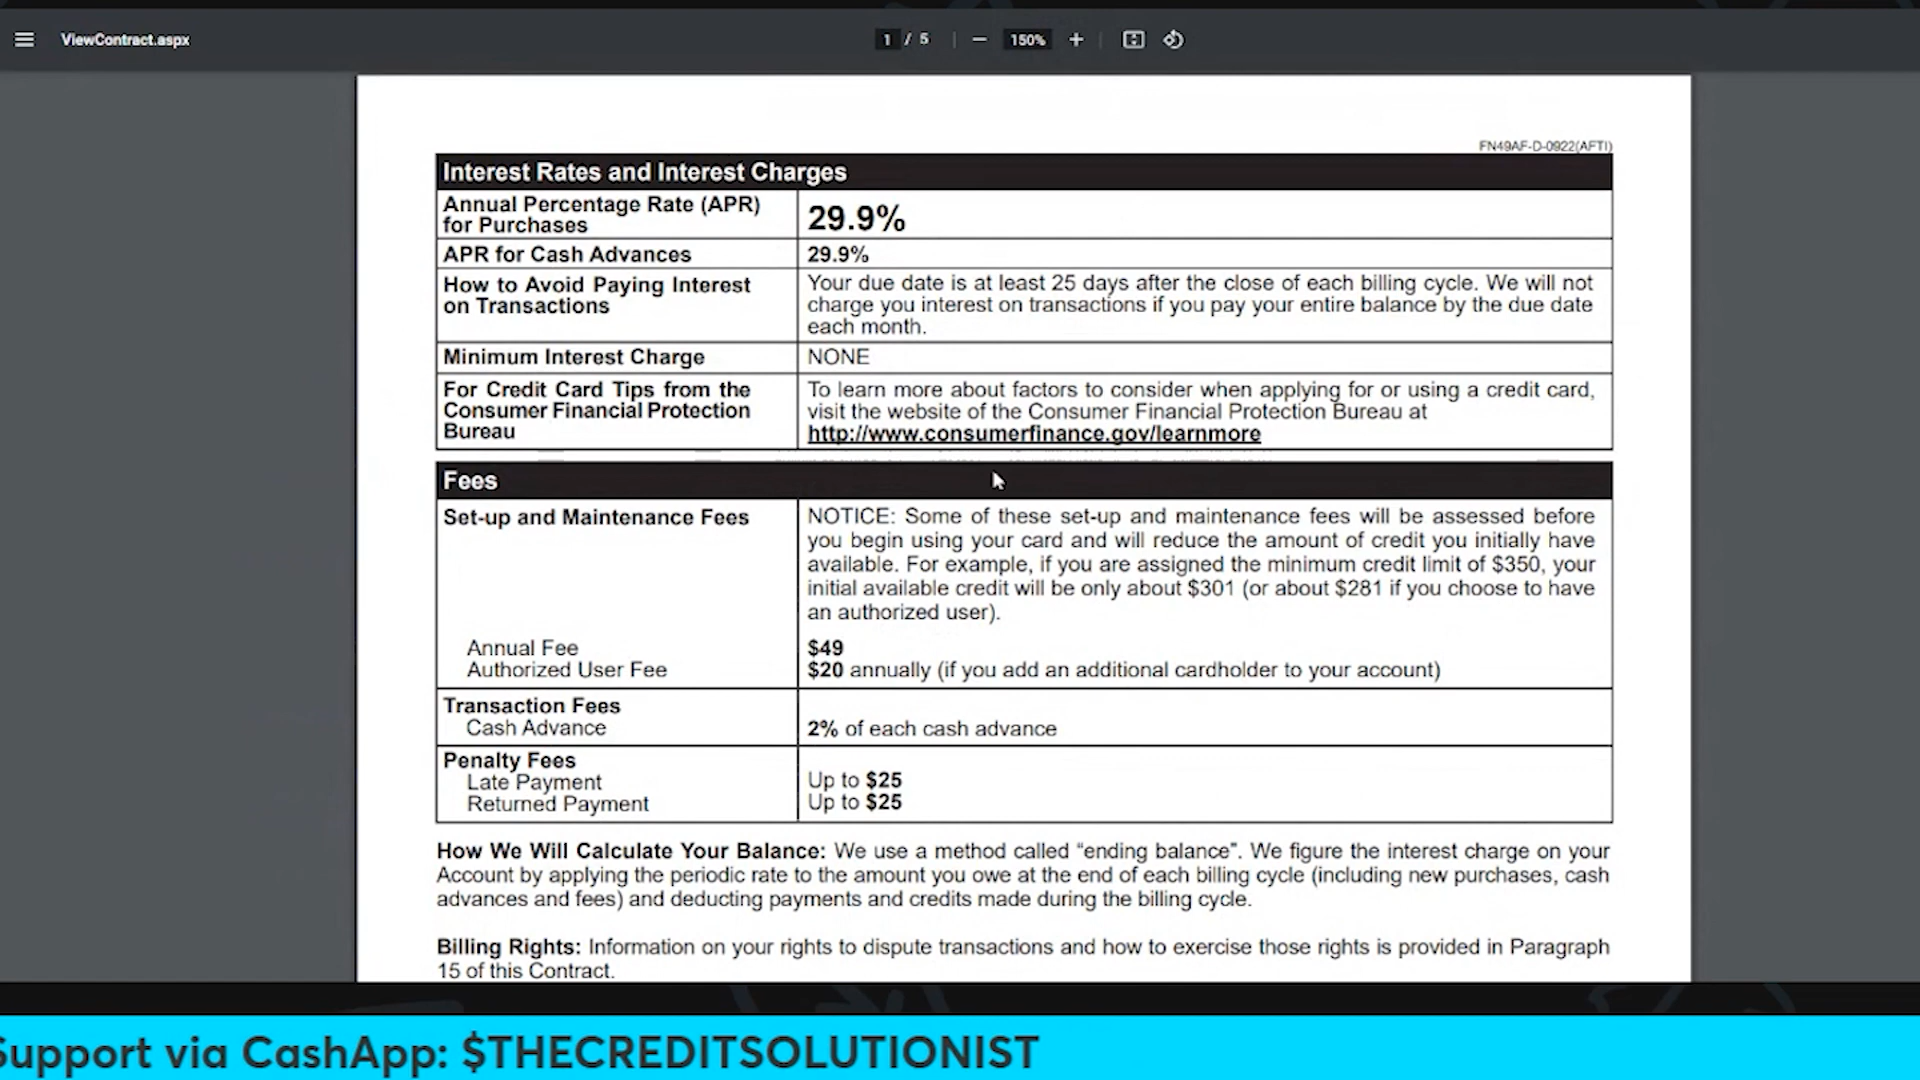 ViewContract.aspx
1 / 5
150%
FN49AF-D-0922(AFTI)
Interest Rates and Interest Charges
Annual Percentage Rate (APR)
for Purchases
29.9%
APR for Cash Advances
29.9%
How to Avoid Paying Interest
on Transactions
Your due date is at least 25 days after the close of each billing cycle. We will not
charge you interest on transactions if you pay your entire balance by the due date
each month.
Minimum Interest Charge
NONE
For Credit Card Tips from the
Consumer Financial Protection
Bureau
To learn more about factors to consider when applying for or using a credit card,
visit the website of the Consumer Financial Protection Bureau at
http://www.consumerfinance.gov/learnmore
Fees
Set-up and Maintenance Fees
NOTICE: Some of these set-up and maintenance fees will be assessed before
you begin using your card and will reduce the amount of credit you initially have
available. For example, if you are assigned the minimum credit limit of $350, your
initial available credit will be only about $301 (or about $281 if you choose to have
an authorized user).
Annual Fee
$49
Authorized User Fee
$20 annually (if you add an additional cardholder to your account)
Transaction Fees
Cash Advance
2% of each cash advance
Penalty Fees
Late Payment
Up to $25
Returned Payment
Up to $25
How We Will Calculate Your Balance: We use a method called “ending balance”. We figure the interest charge on your
Account by applying the periodic rate to the amount you owe at the end of each billing cycle (including new purchases, cash
advances and fees) and deducting payments and credits made during the billing cycle.
Billing Rights: Information on your rights to dispute transactions and how to exercise those rights is provided in Paragraph
15 of this Contract.
Support via CashApp: $THECREDITSOLUTIONIST